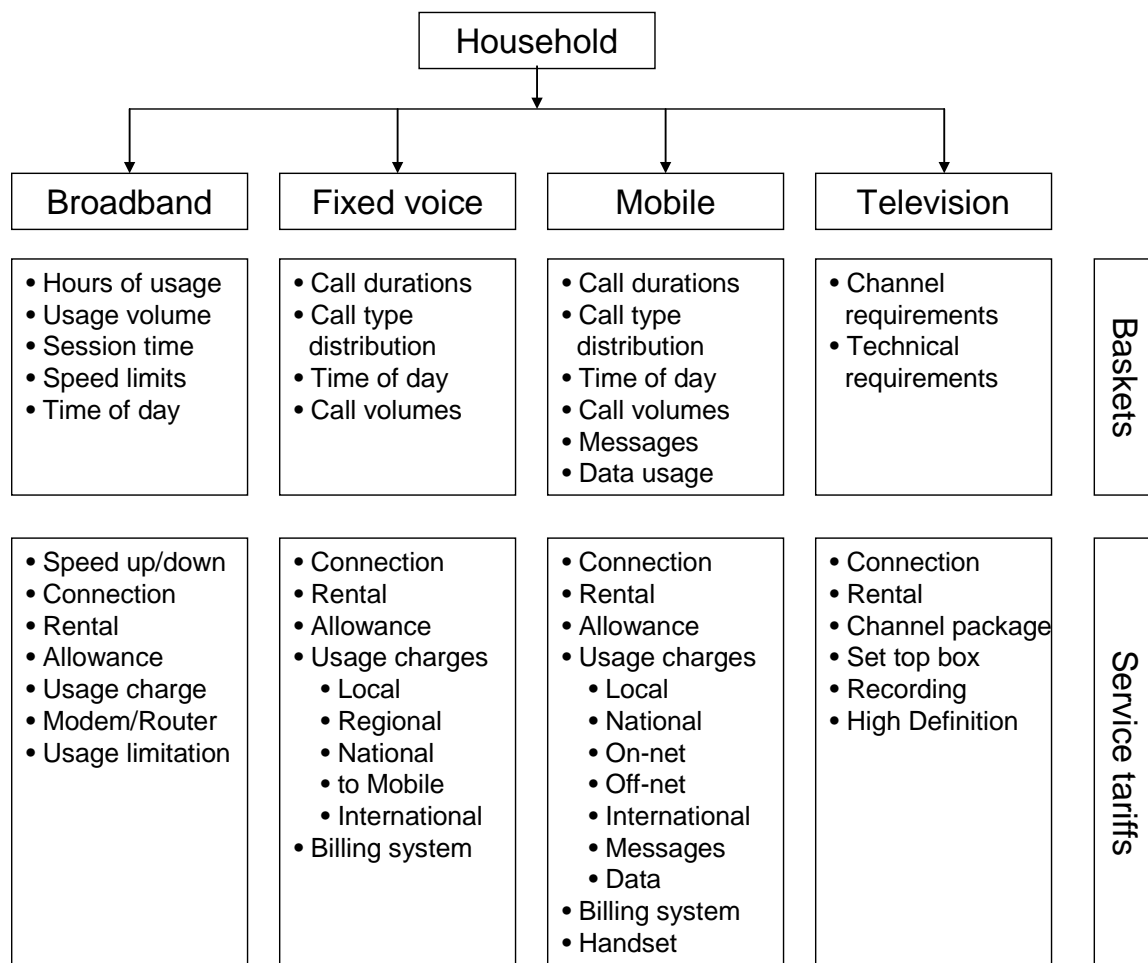 Household
Broadband
Fixed voice
Mobile
Television
• Hours of usage
• Usage volume
• Session time
• Speed limits
• Time of day
• Call durations
• Call type
distribution
• Time of day
• Call volumes
• Call durations
• Call type
distribution
• Time of day
• Call volumes
• Messages
• Data usage
• Channel
requirements
• Technical
requirements
Baskets
• Speed up/down
• Connection
• Rental
• Allowance
• Usage charge
• Modem/Router
• Usage limitation
• Connection
• Rental
• Allowance
• Usage charges
• Local
• Regional
• National
• to Mobile
• International
• Billing system
• Connection
• Rental
• Allowance
• Usage charges
• Local
• National
• On-net
• Off-net
• International
• Messages
• Data
• Billing system
• Handset
• Connection
• Rental
• Channel package
• Set top box
• Recording
• High Definition
Service tariffs